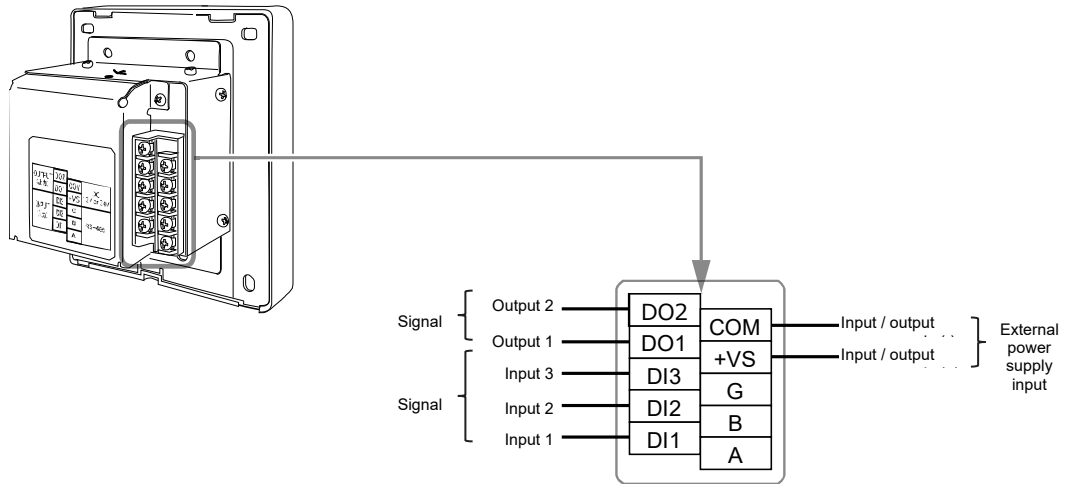 Output 2
Output 1
Input 3
Input 2
Input 1
Signal
Signal
DO2
DO1
DI3
DI2
DI1
COM
+VS
G
B
A
Input / output
Input / output
External
power
supply
input